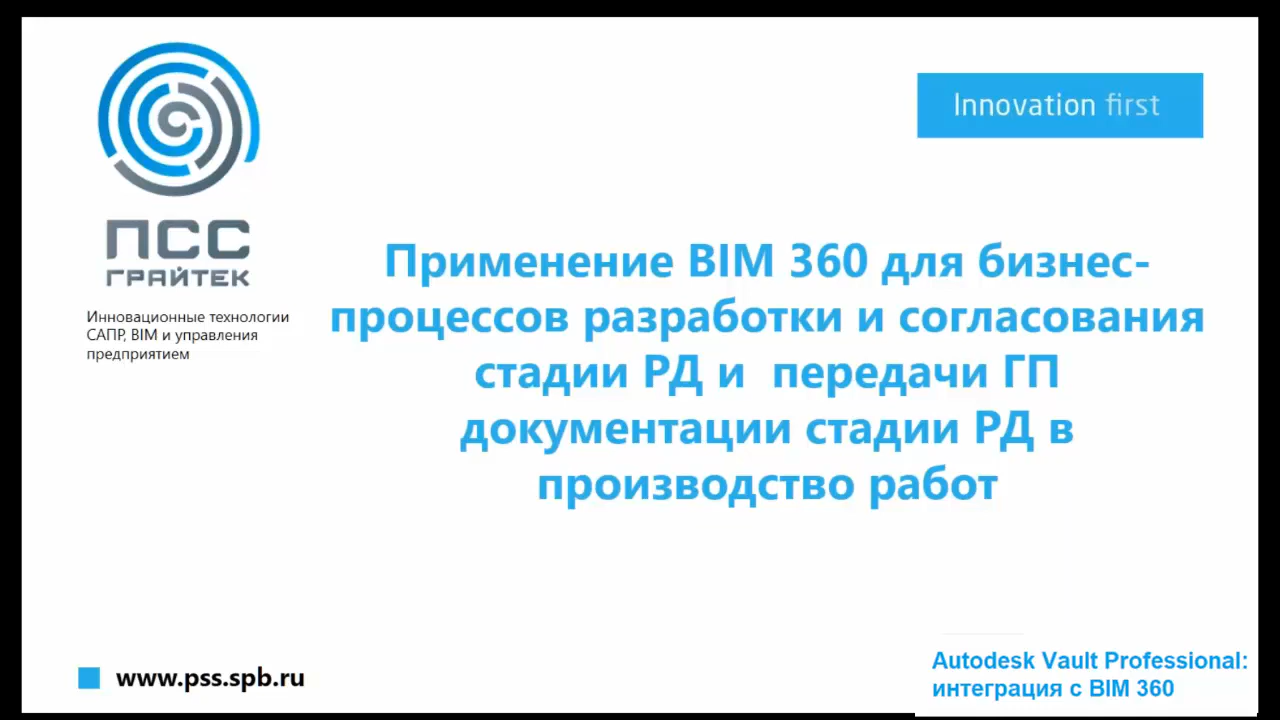 ПСС
ГРАЙТЕК
Инновационные технологии
САПР, BIM и управления
предприятием
Innovation first
Применение BIM 360 для бизнес-
процессов разработки и согласования
стадии РД и передачи ГП
документации стадии РД в
производство работ
www.pss.spb.ru
Autodesk Vault Professional:
интеграция с BIM 360